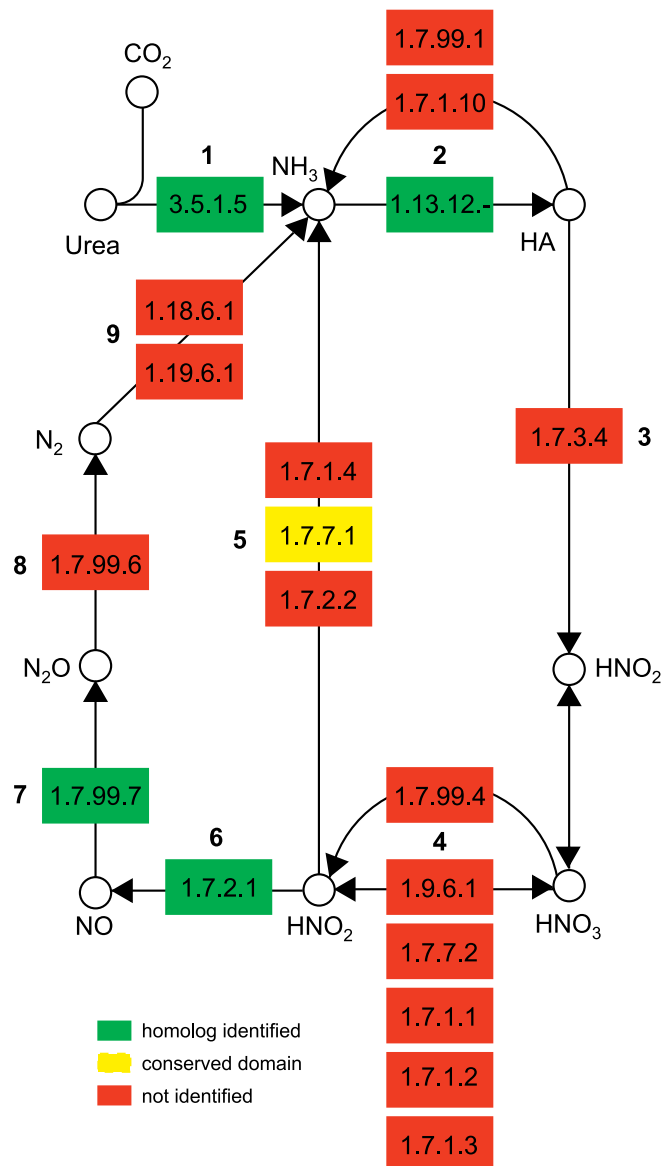 1.7.99.1
CO₂
1.7.1.10
1
NH₃
2
3.5.1.5
1.13.12.-
Urea
HA
1.18.6.1
9
1.19.6.1
N₂
1.7.3.4
3
1.7.1.4
5
1.7.7.1
8
1.7.99.6
1.7.2.2
N₂O
HNO₂
7
1.7.99.7
1.7.99.4
6
4
1.7.2.1
1.9.6.1
NO
HNO₂
HNO₃
1.7.7.2
1.7.1.1
1.7.1.2
1.7.1.3
homolog identified
conserved domain
not identified